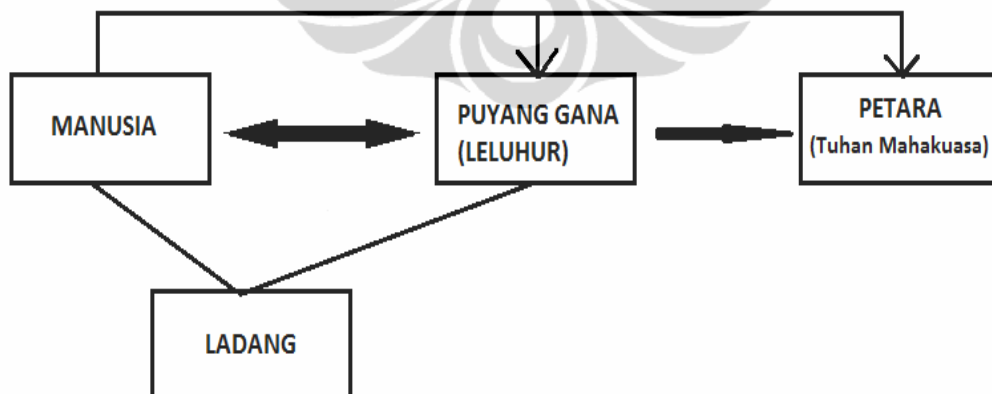 MANUSIA
PUYANG GANA
(LELUHUR)
PETARA
(Tuhan Mahakuasa)
LADANG